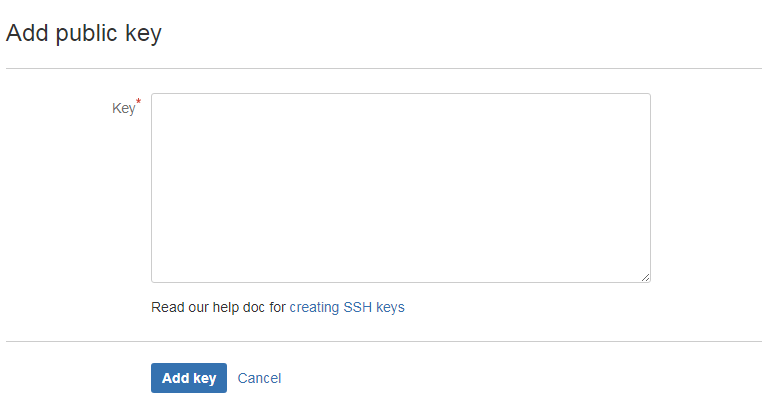 Add public key
Key*
Read our help doc for creating SSH keys
Add key Cancel